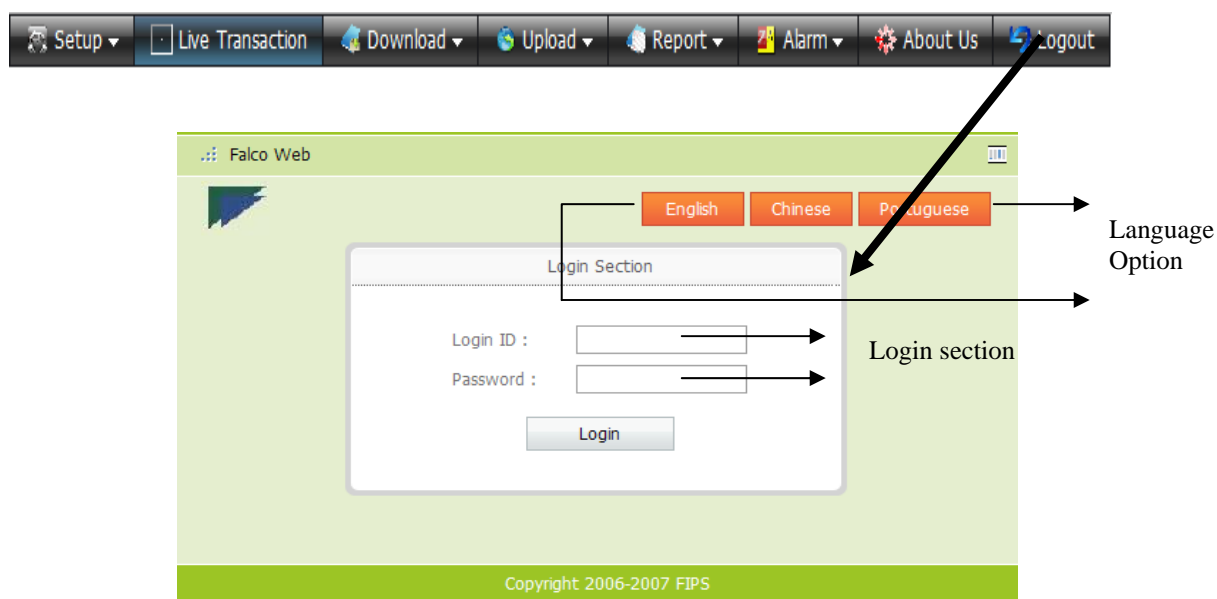 Setup Live Transaction Download Upload Report Alarm About Us Logout
Falco Web
English Chinese Portuguese
Language
Option
Login Section
Login ID :
Login section
Password :
Login
Copyright 2006-2007 FIPS